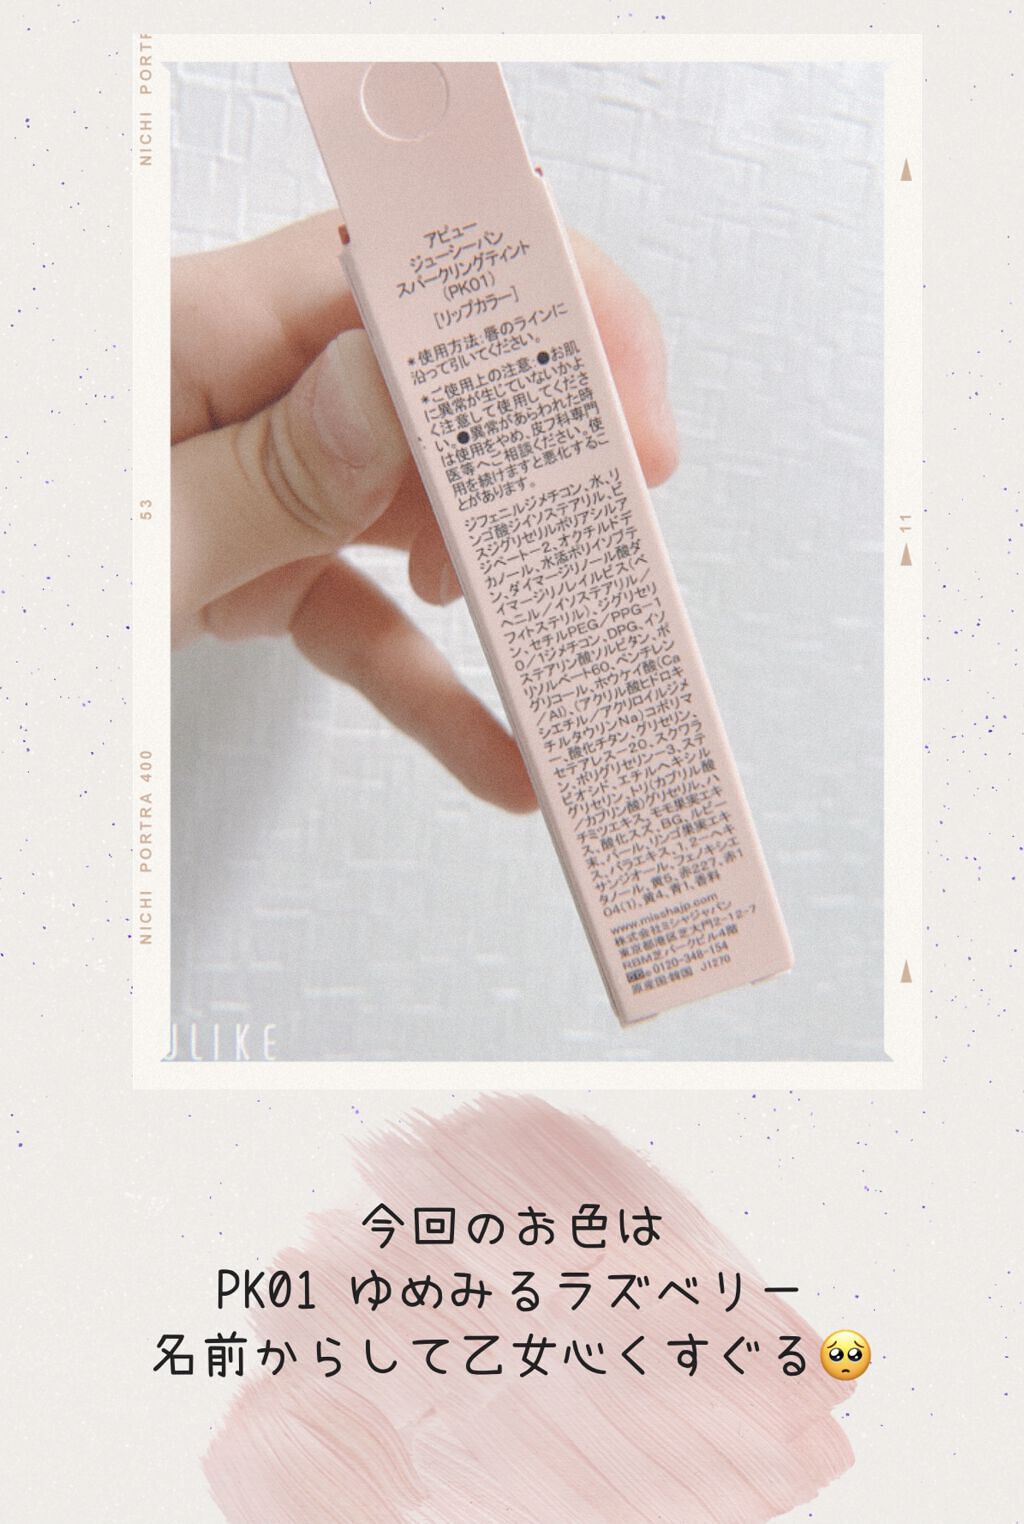 NICHI PORTR
53
NICHI PORTRA 400
11
アピュー
ジューシーパン
スパークリングティント
(PK01)
[リップカラー]
*使用方法:唇のラインに
沿って引いてください。
*ご使用上の注意:●お肌
に異常が生じていないかよ
く注意して使用してくださ
い。●異常があらわれた時
は使用をやめ、皮フ科専門
医等へご相談ください。使
用を続けますと悪化するこ
とがあります。
ジフェニルジメチコン、水、リ
ンゴ酸ジイソステアリル、ビ
スジグリセリルポリアシルア
ジペート-2、オクチルドデ
カノール、水添ポリイソブテ
ン、ダイマージリノール酸ダ
イマージリノレイルビス(ベ
ヘニル/イソステアリル/
フィトステリル)、ジグリセリ
ン、セチルPEG/PPG-1
0/1ジメチコン、DPG、イソ
ステアリン酸ソルビタン、ポ
リソルベート60、ペンチレン
グリコール、ホウケイ酸(Ca
/Al)、(アクリル酸ヒドロキ
シエチル/アクリロイルジメ
チルタウリンNa)コポリマ
ー、酸化チタン、グリセリン、
セテアレス-20、スクワラ
ン、ポリグリセリン-3、ステ
ビオシド、エチルヘキシル
グリセリン、トリ(カプリル酸
/カプリン酸)グリセリル、ハ
チミツエキス、モモ果実エキ
ス、酸化スズ、BG、ルビー
末、パール、リンゴ果実エキ
ス、バラエキス、1,2-ヘキ
サンジオール、フェノキシエ
タノール、黄5、赤227、赤1
04(1)、黄4、青1、香料
www.misshajp.com
株式会社ミシャジャパン
東京都港区芝大門2-12-7
RBM芝パークビル4階
0120-348-154
原産国:韓国 J1270
ULIKE
今回のお色は
PK01 ゆめみるラズベリー
名前からして乙女心くすぐる🥺